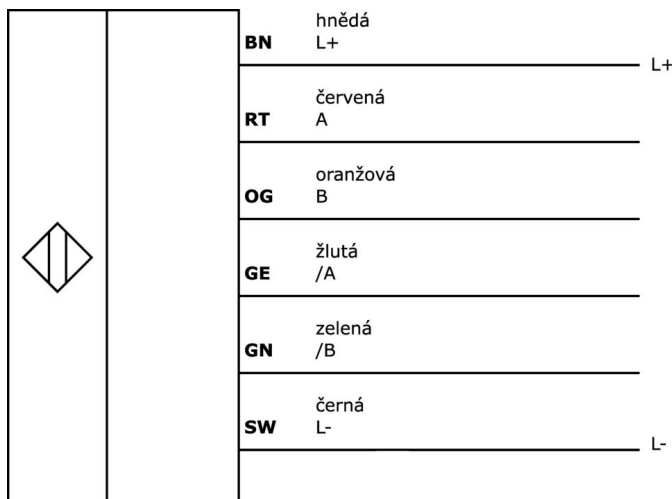 hnědá
BN L+
L+
červená
RT A
oranžová
OG B
žlutá
GE /A
zelená
GN /B
černá
SW L-
L-